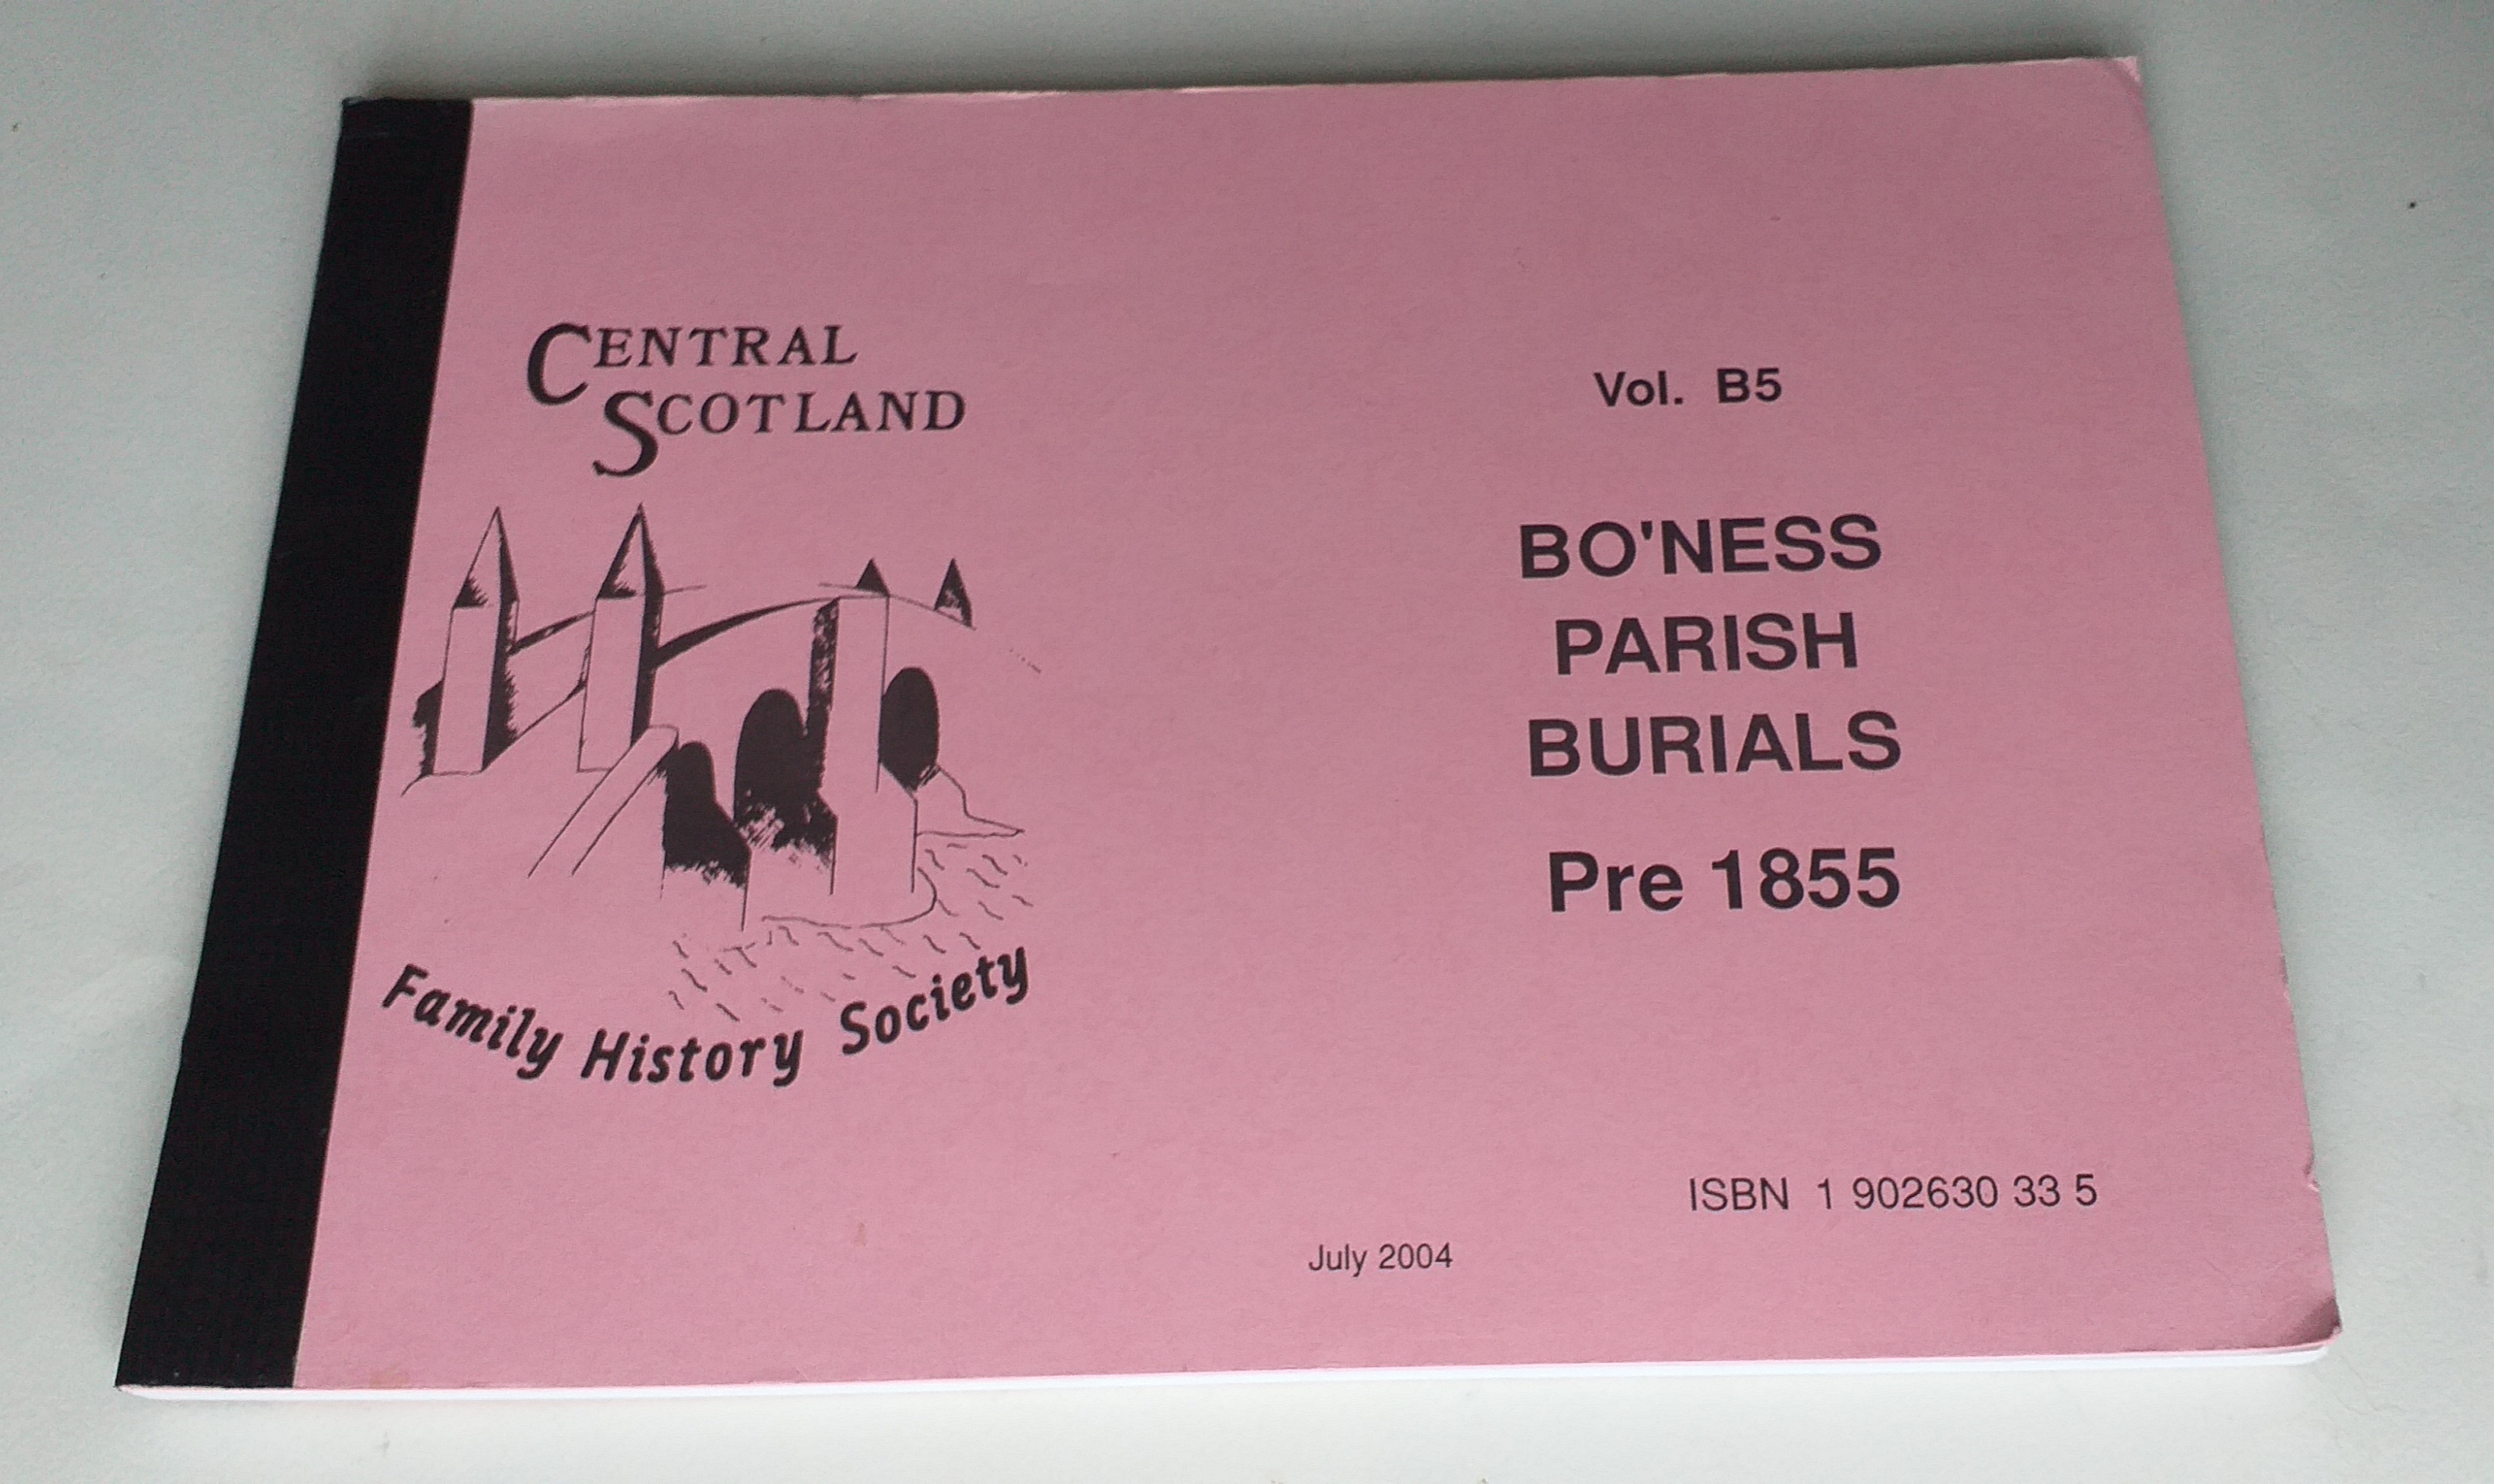 CENTRAL
SCOTLAND
Family History Society
Vol. B5
BO'NESS
PARISH
BURIALS
Pre 1855
ISBN 1 902630 33 5
July 2004